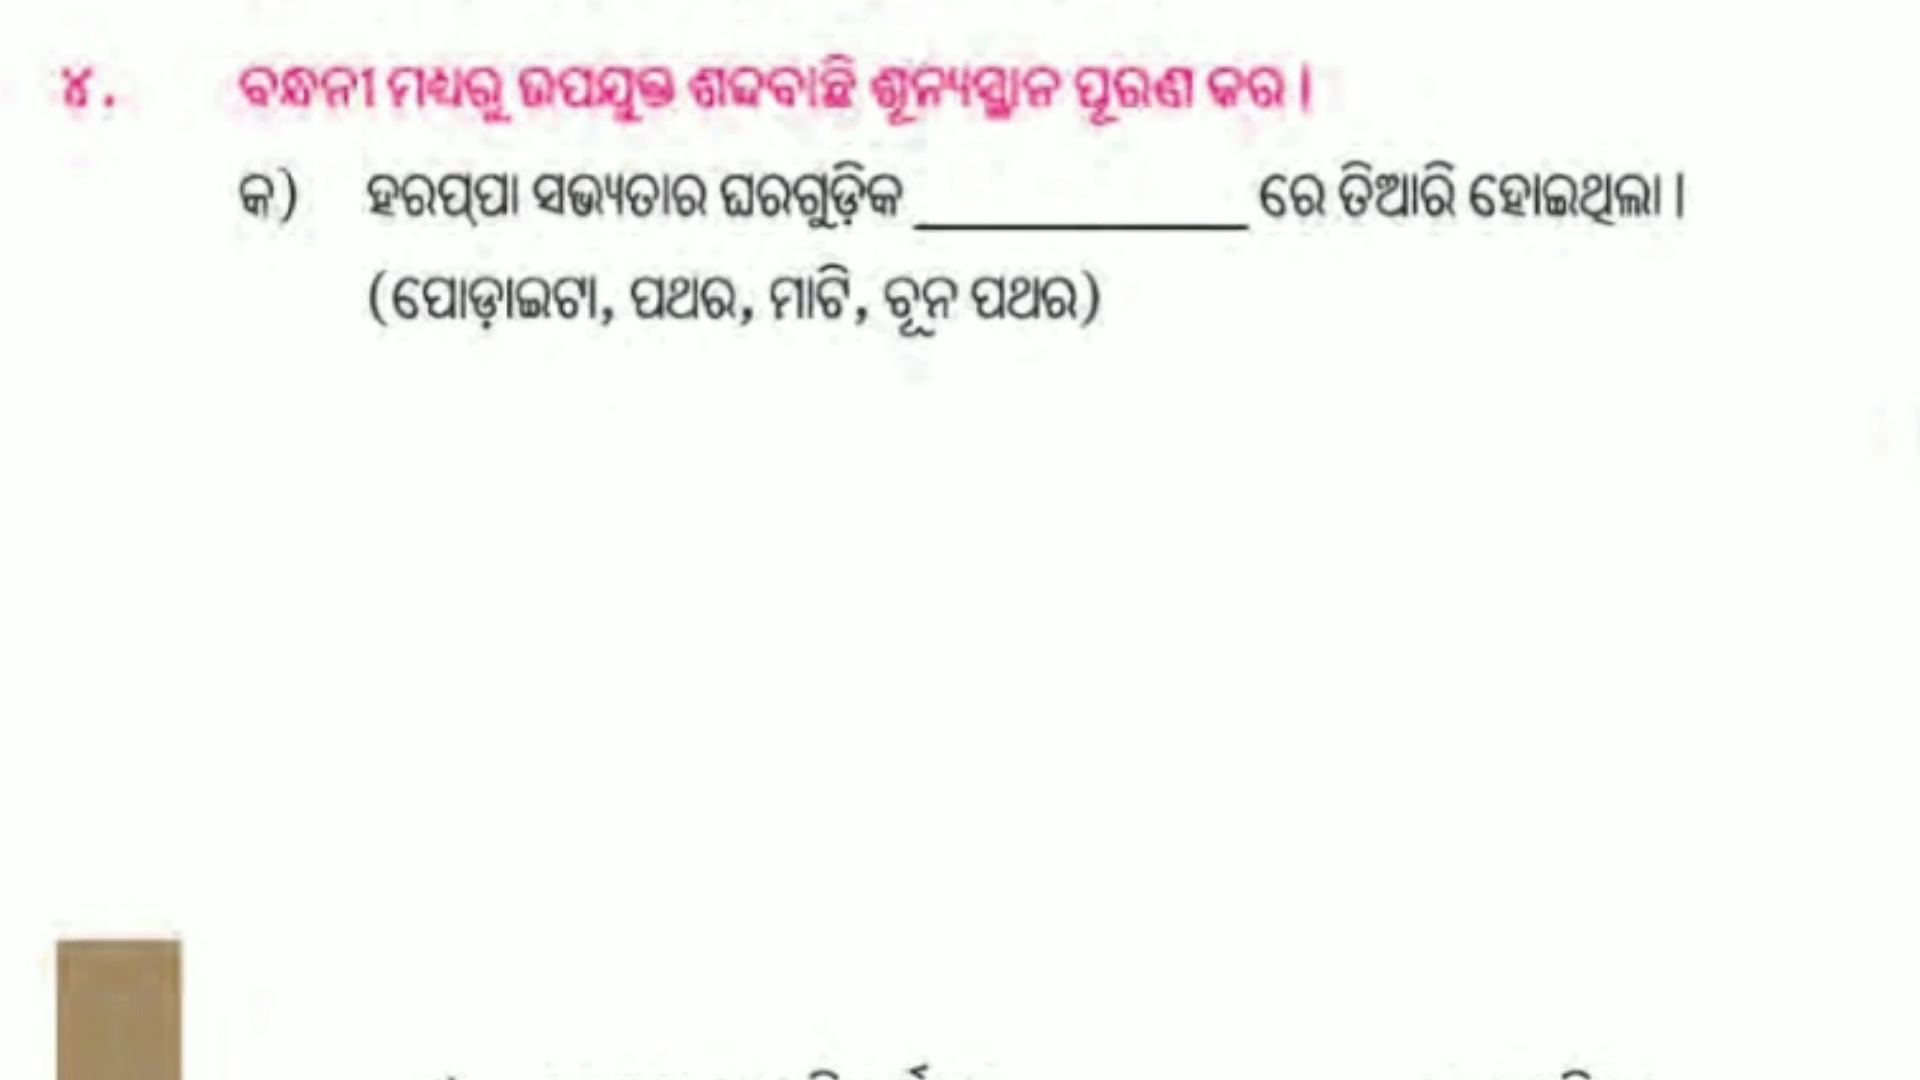 ୪. ବନ୍ଧନୀ ମଧ୍ୟରୁ ଉପଯୁକ୍ତ ଶବ୍ଦବାଛି ଶୂନ୍ୟସ୍ଥାନ ପୂରଣ କର।
କ) ହରପ୍‌ପା ସଭ୍ୟତାର ଘରଗୁଡ଼ିକ ____________ ରେ ତିଆରି ହୋଇଥିଲା।
(ପୋଡ଼ାଇଟା, ପଥର, ମାଟି, ଚୂନ ପଥର)